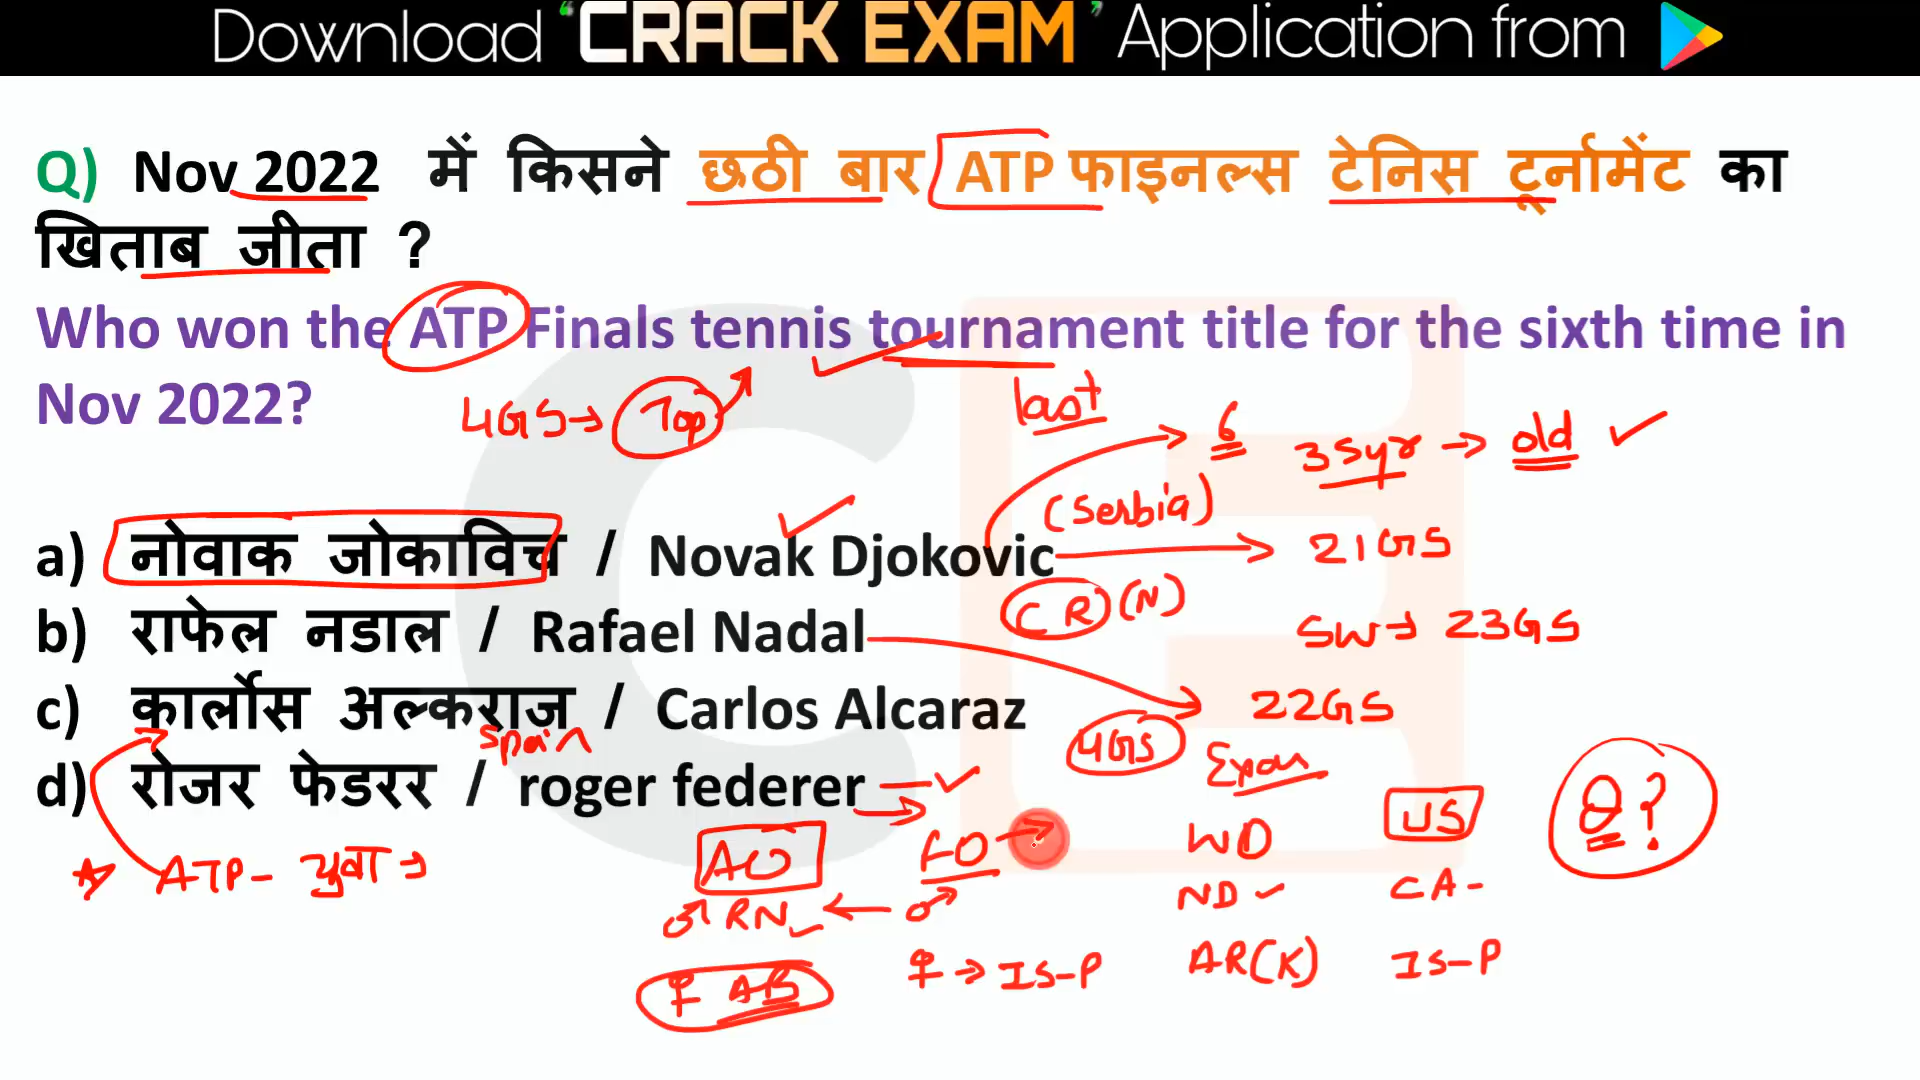 Download "CRACK EXAM" Application from
Q) Nov 2022 में किसने छठी बार ATP फाइनल्स टेनिस टूर्नामेंट का
खिताब जीता ?
Who won the ATP Finals tennis tournament title for the sixth time in
Nov 2022?
4GS → Top
last
6 35yr → old
(Serbia)
a) नोवाक जोकाविच / Novak Djokovic 21GS
CR (N)
b) राफेल नडाल / Rafael Nadal SW → 23GS
c) कार्लोस अल्कराज / Carlos Alcaraz 22GS
Spain 4GS Exam
d) रोजर फेडरर / roger federer
ATP - युवा →
AO FO WD US Q?
♂ RN ← ♂ ND CA -
♀ AB ♀ → IS-P AR(K) IS-P